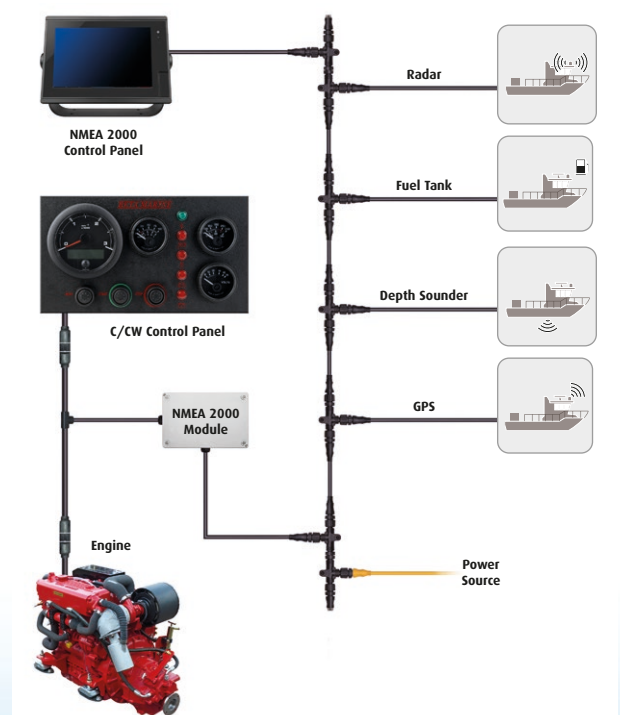 Radar
NMEA 2000
Control Panel
Fuel Tank
Depth Sounder
C/CW Control Panel
GPS
NMEA 2000
Module
Engine
Power
Source